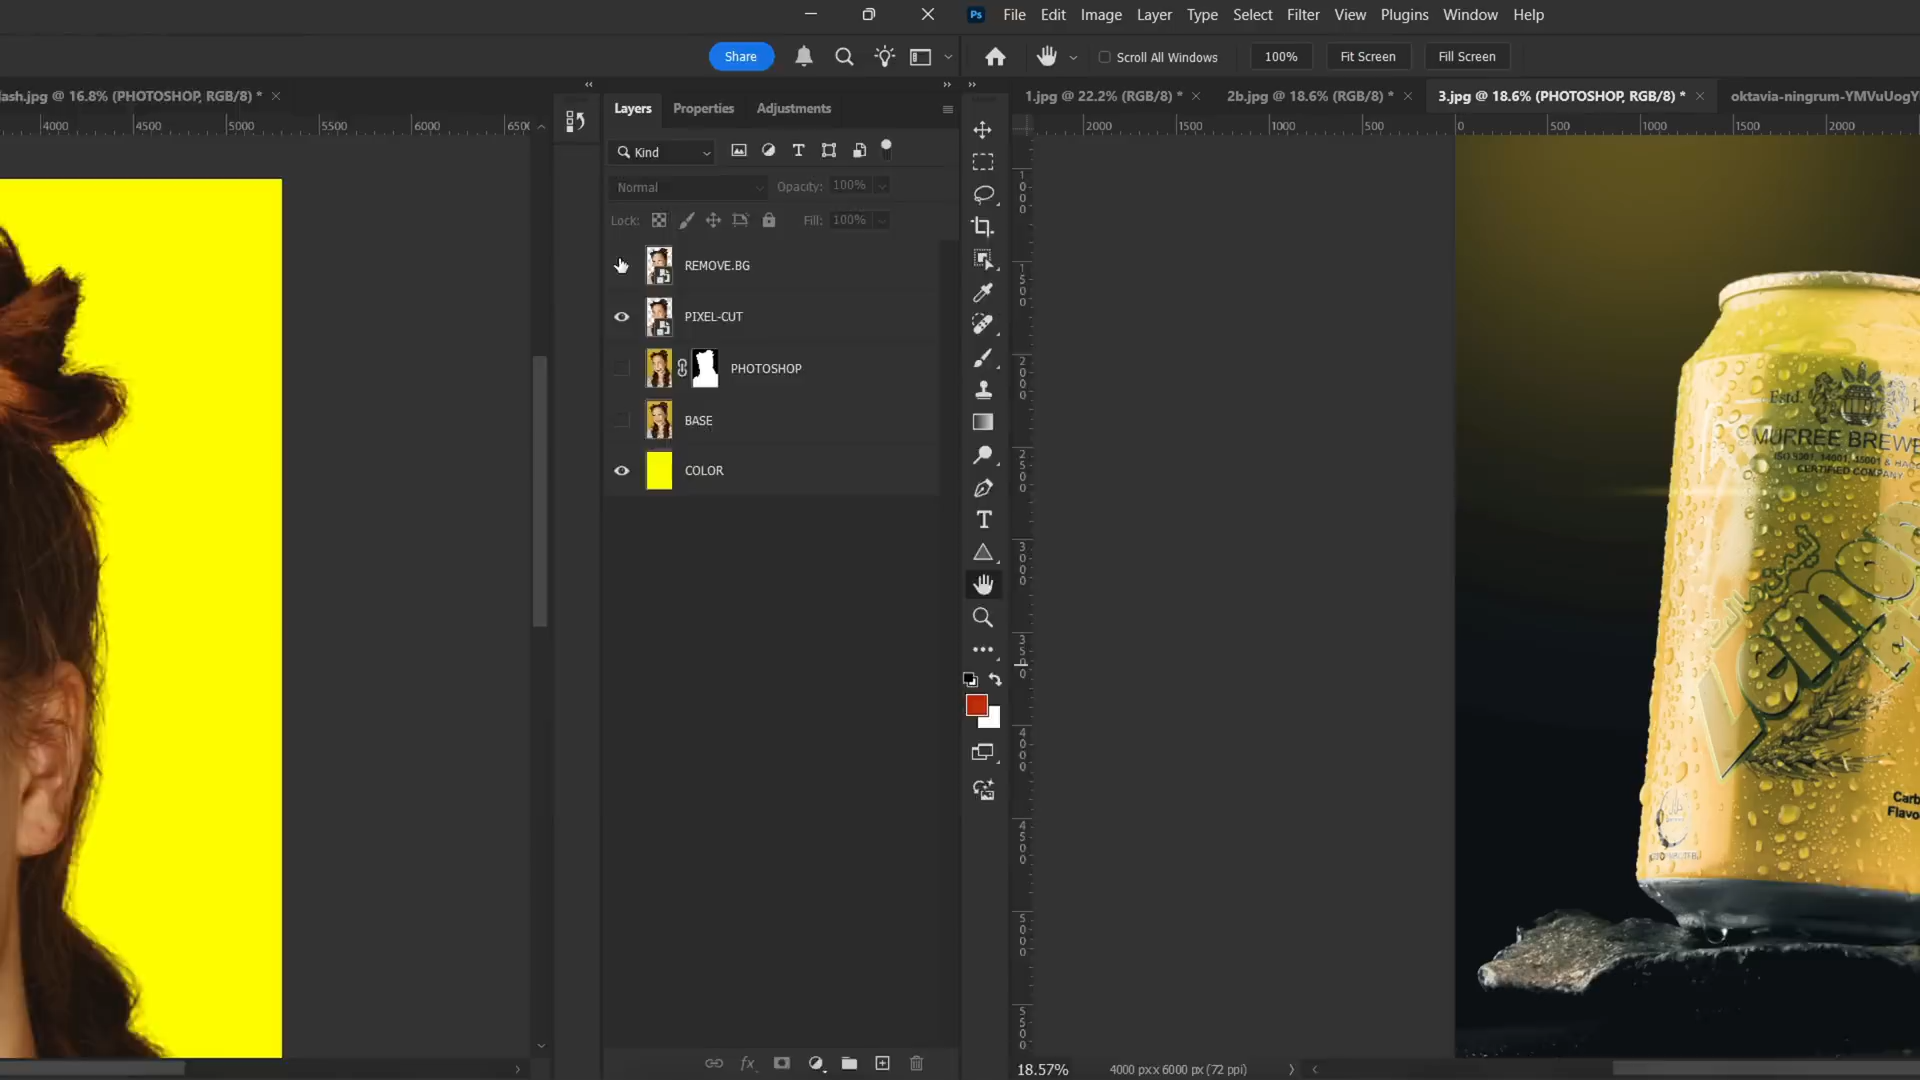 Ps File Edit Image Layer Type Select Filter View Plugins Window Help
Share
Scroll All Windows 100% Fit Screen Fill Screen
lash.jpg @ 16.8% (PHOTOSHOP, RGB/8) *
1.jpg @ 22.2% (RGB/8) * 2b.jpg @ 18.6% (RGB/8) * 3.jpg @ 18.6% (PHOTOSHOP, RGB/8) * oktavia-ningrum-YMVuUogY
4000 4500 5000 5500 6000 650
2000 1500 1000 500 0 500 1000 1500 2000
Layers Properties Adjustments
Kind
Normal Opacity: 100%
Lock: Fill: 100%
REMOVE.BG
PIXEL-CUT
PHOTOSHOP
BASE
COLOR
1000
1500
2000
2500
3000
3500
4000
4500
5000
5500
Estd.
MURREE BREWE
ISO 9001, 14001, 45001 & HA
CERTIFIED COMPANY
Carb
Flavo
18.57% 4000 px x 6000 px (72 ppi)